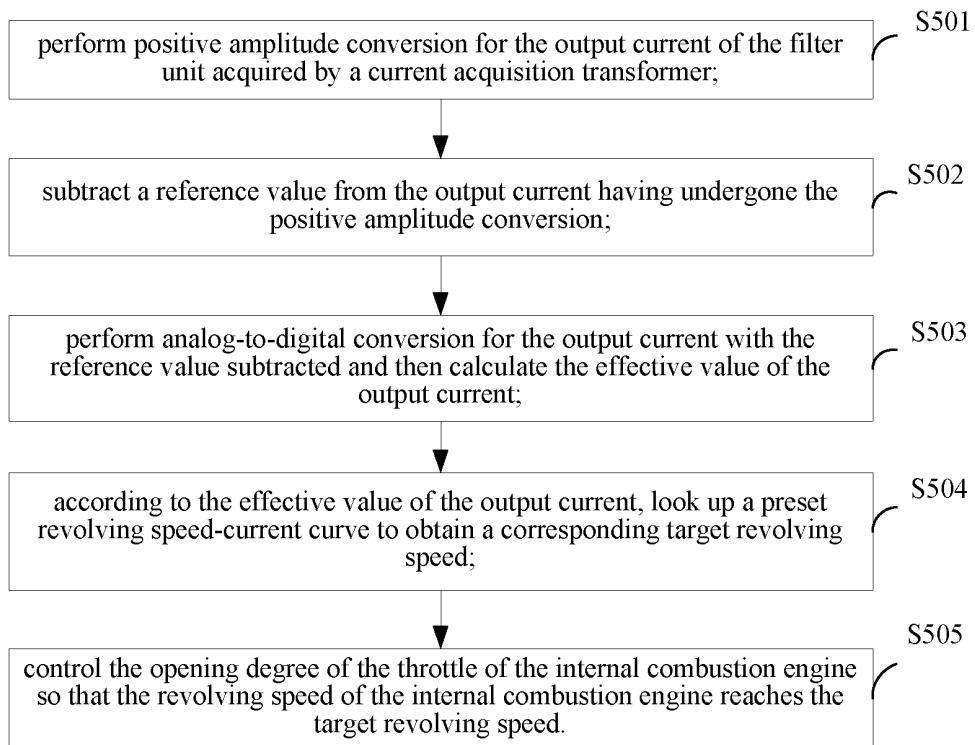 S501
perform positive amplitude conversion for the output current of the filter
unit acquired by a current acquisition transformer;
S502
subtract a reference value from the output current having undergone the
positive amplitude conversion;
S503
perform analog-to-digital conversion for the output current with the
reference value subtracted and then calculate the effective value of the
output current;
S504
according to the effective value of the output current, look up a preset
revolving speed-current curve to obtain a corresponding target revolving
speed;
S505
control the opening degree of the throttle of the internal combustion engine
so that the revolving speed of the internal combustion engine reaches the
target revolving speed.